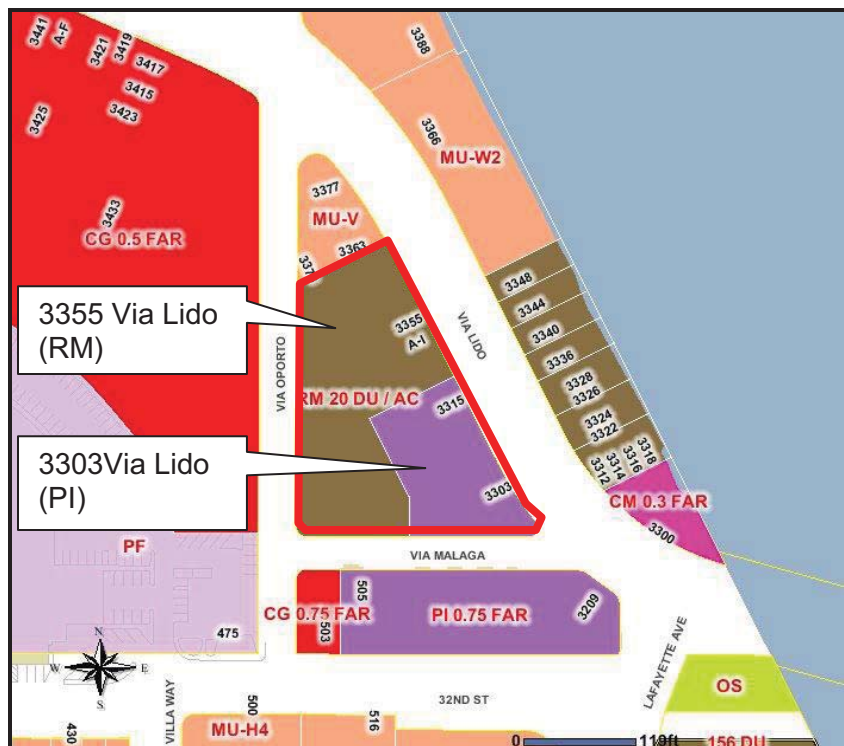 3441
A-F
3421
3419
3417
3415
3423
3425
3433
CG 0.5 FAR
3388
3366
MU-W2
3377
MU-V
3363
337
3355 Via Lido
(RM)
3355
A-I
VIA LIDO
VIA OPORTO
RM 20 DU / AC
3315
3303Via Lido
(PI)
3303
3348
3344
3340
3336
3328
3326
3324
3322
3318
3316
3314
3312
CM 0.3 FAR
3300
VIA MALAGA
PF
475
CG 0.75 FAR
505
503
PI 0.75 FAR
3209
N
W
E
S
VILLA WAY
32ND ST
LAFAYETTE AVE
OS
430
500
MU-H4
516
0
119ft
156 DU